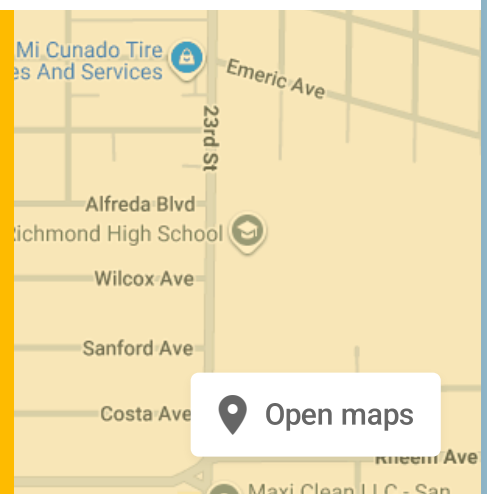 Mi Cunado Tire
es And Services
Emeric Ave
23rd St
Alfreda Blvd
Richmond High School
Wilcox Ave
Sanford Ave
Costa Ave
Open maps
Rheem Ave
Maxi Clean LLC - San